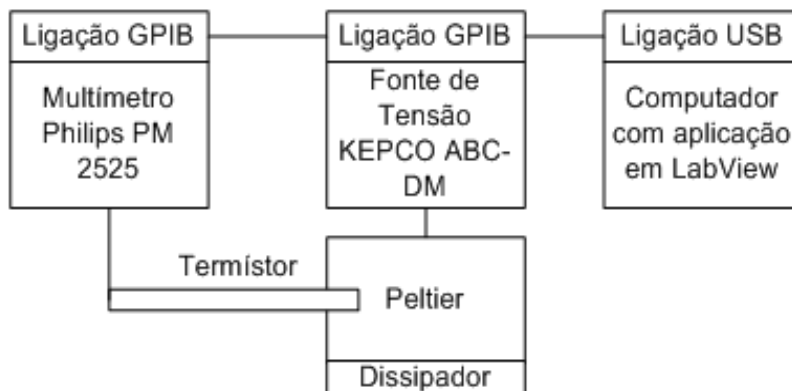 Ligação GPIB
Multímetro
Philips PM
2525
Ligação GPIB
Fonte de
Tensão
KEPCO ABC-
DM
Ligação USB
Computador
com aplicação
em LabView
Termístor
Peltier
Dissipador